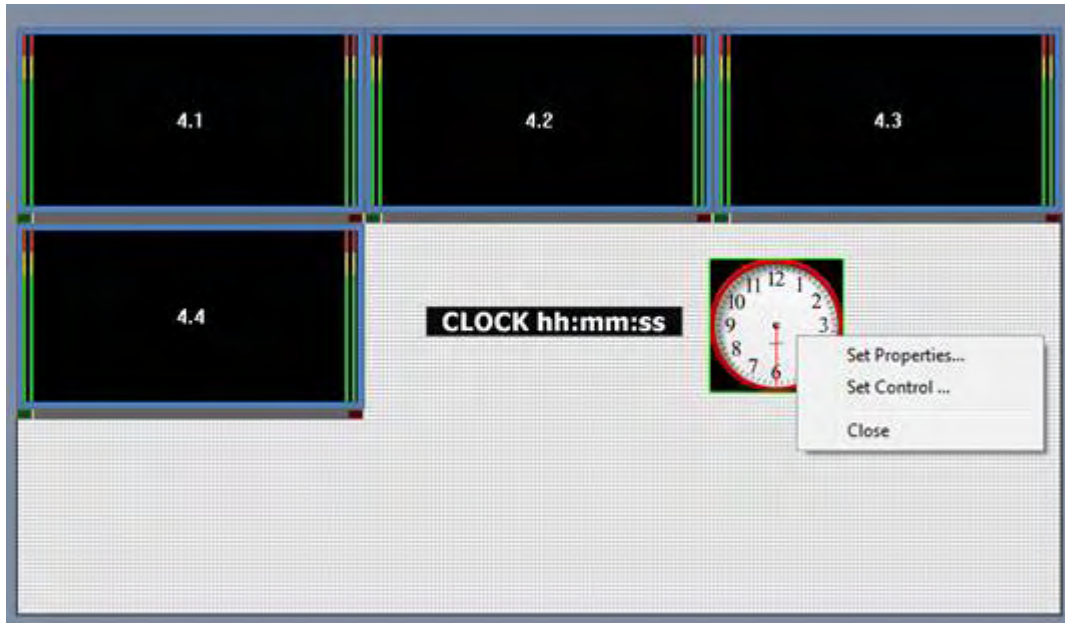 4.1
4.2
4.3
4.4
CLOCK hh:mm:ss
11 12 1
10 2
9 3
8
7 6
Set Properties...
Set Control ...
Close